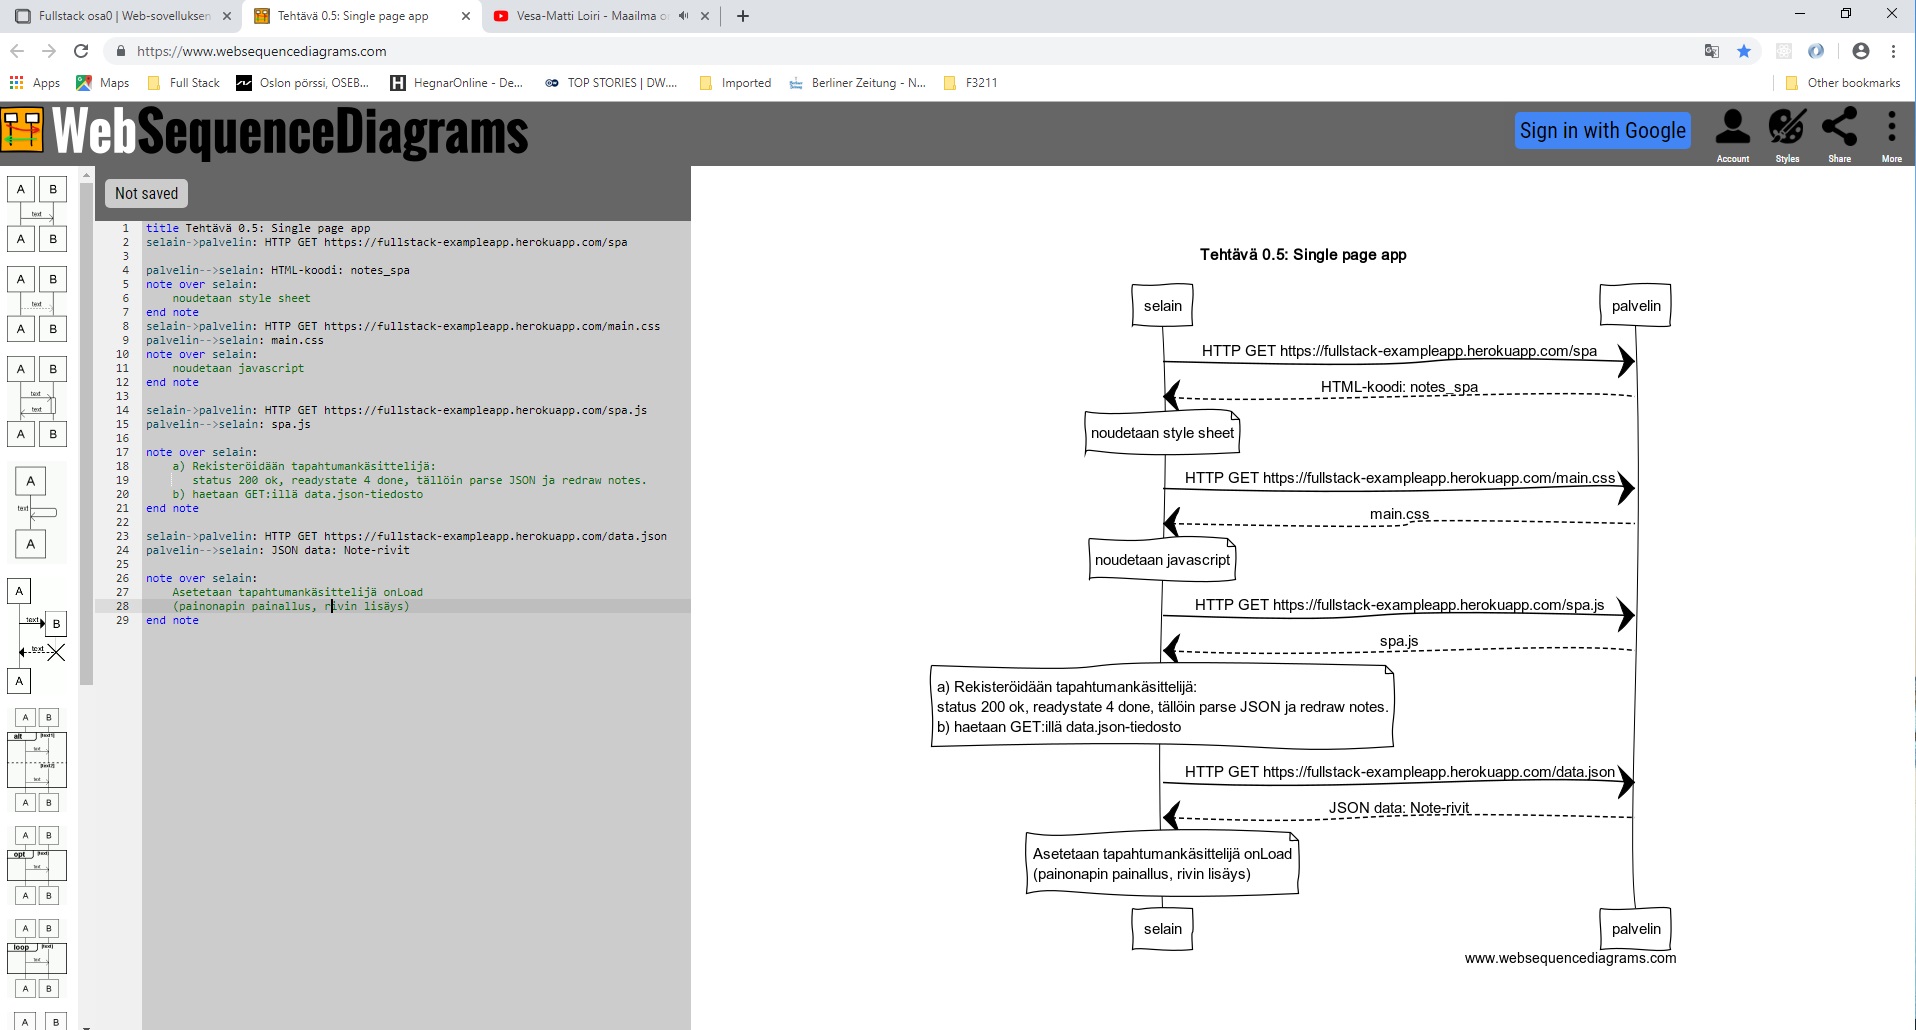 Fullstack osa0 | Web-sovelluksen
Tehtävä 0.5: Single page app
Vesa-Matti Loiri - Maailma on
https://www.websequencediagrams.com
Apps
Maps
Full Stack
Oslon pörssi, OSEB...
HegnarOnline - De...
TOP STORIES | DW....
Imported
Berliner Zeitung - N...
F3211
Other bookmarks
WebSequenceDiagrams
Sign in with Google
Account
Styles
Share
More
Not saved
A B
text
A B
A B
text
A B
A B
text
text
A B
A
text
A
A
text
B
text
A
A B
alt
[text1]
text
[text2]
text
A B
A B
opt
[text]
text
A B
A B
loop
[text]
text
A B
A B
1 title Tehtävä 0.5: Single page app
2 selain->palvelin: HTTP GET https://fullstack-exampleapp.herokuapp.com/spa
3
4 palvelin-->selain: HTML-koodi: notes_spa
5 note over selain:
6 noudetaan style sheet
7 end note
8 selain->palvelin: HTTP GET https://fullstack-exampleapp.herokuapp.com/main.css
9 palvelin-->selain: main.css
10 note over selain:
11 noudetaan javascript
12 end note
13
14 selain->palvelin: HTTP GET https://fullstack-exampleapp.herokuapp.com/spa.js
15 palvelin-->selain: spa.js
16
17 note over selain:
18 a) Rekisteröidään tapahtumankäsittelijä:
19 status 200 ok, readystate 4 done, tällöin parse JSON ja redraw notes.
20 b) haetaan GET:illä data.json-tiedosto
21 end note
22
23 selain->palvelin: HTTP GET https://fullstack-exampleapp.herokuapp.com/data.json
24 palvelin-->selain: JSON data: Note-rivit
25
26 note over selain:
27 Asetetaan tapahtumankäsittelijä onLoad
28 (painonapin painallus, rivin lisäys)
29 end note
Tehtävä 0.5: Single page app
selain
palvelin
HTTP GET https://fullstack-exampleapp.herokuapp.com/spa
HTML-koodi: notes_spa
noudetaan style sheet
HTTP GET https://fullstack-exampleapp.herokuapp.com/main.css
main.css
noudetaan javascript
HTTP GET https://fullstack-exampleapp.herokuapp.com/spa.js
spa.js
a) Rekisteröidään tapahtumankäsittelijä:
status 200 ok, readystate 4 done, tällöin parse JSON ja redraw notes.
b) haetaan GET:illä data.json-tiedosto
HTTP GET https://fullstack-exampleapp.herokuapp.com/data.json
JSON data: Note-rivit
Asetetaan tapahtumankäsittelijä onLoad
(painonapin painallus, rivin lisäys)
selain
palvelin
www.websequencediagrams.com